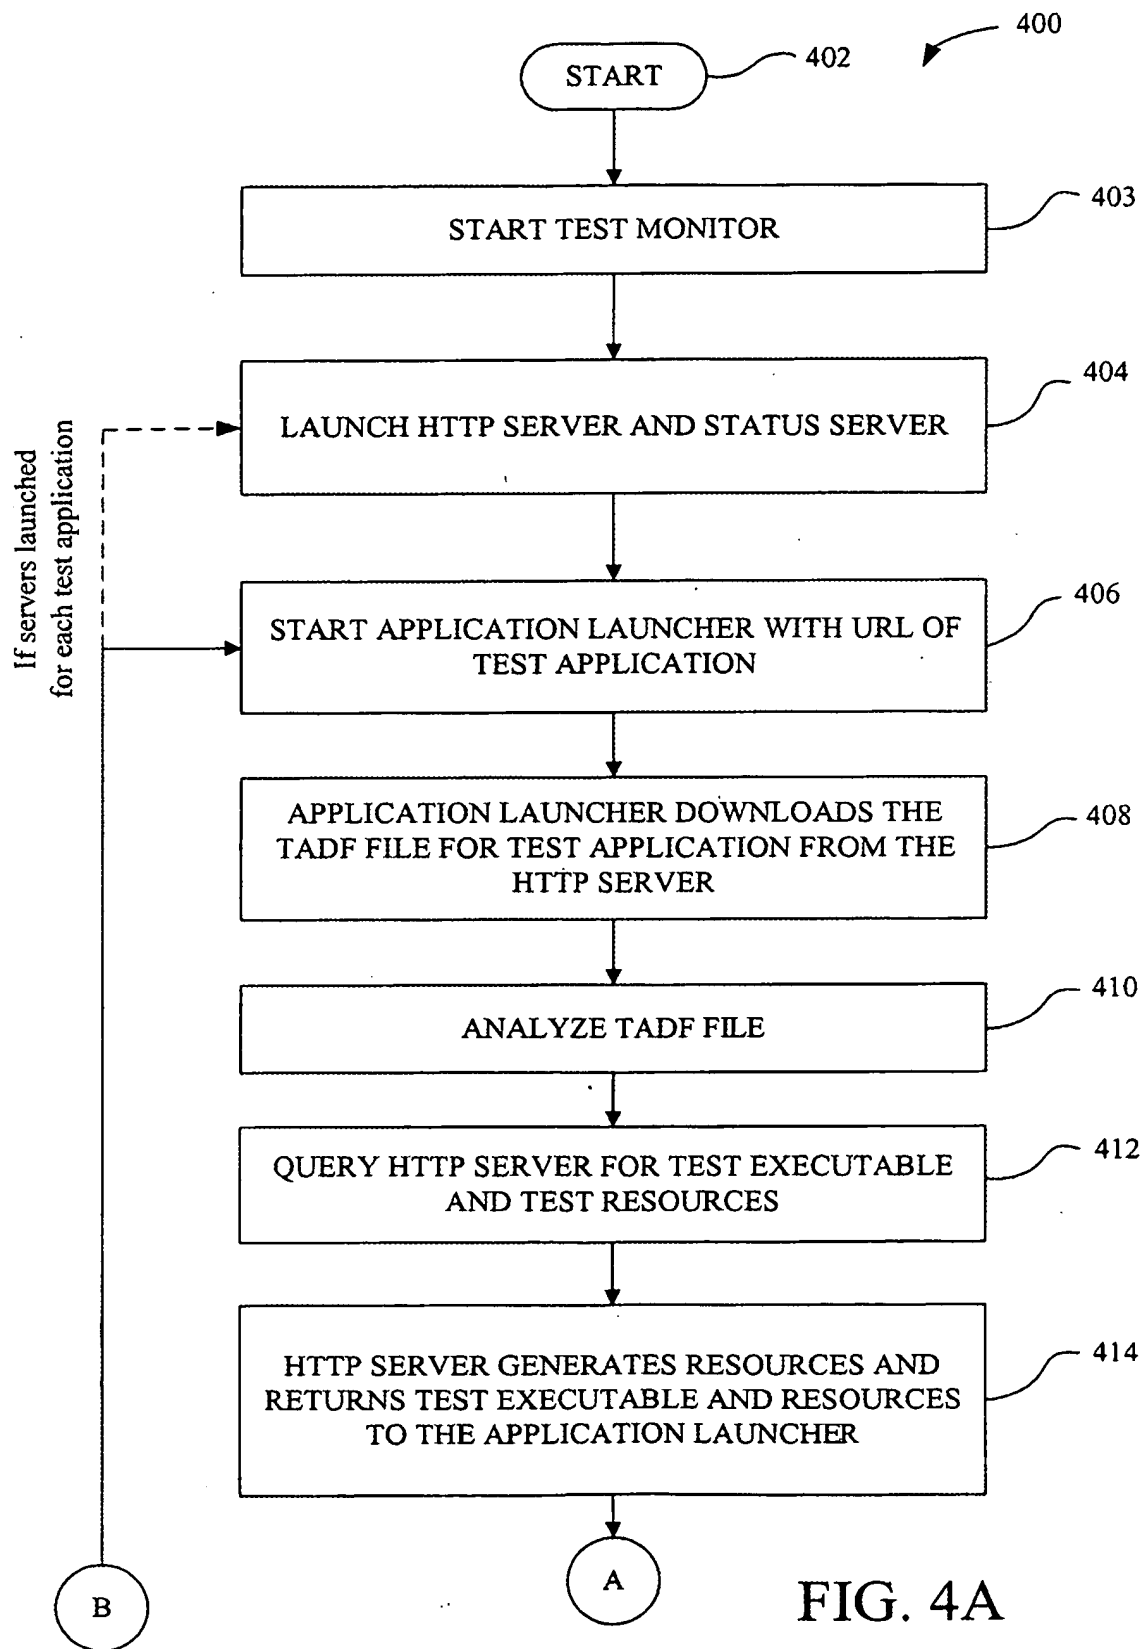 400
START
402
START TEST MONITOR
403
LAUNCH HTTP SERVER AND STATUS SERVER
404
If servers launched
for each test application
START APPLICATION LAUNCHER WITH URL OF
TEST APPLICATION
406
APPLICATION LAUNCHER DOWNLOADS THE
TADF FILE FOR TEST APPLICATION FROM THE
HTTP SERVER
408
ANALYZE TADF FILE
410
QUERY HTTP SERVER FOR TEST EXECUTABLE
AND TEST RESOURCES
412
HTTP SERVER GENERATES RESOURCES AND
RETURNS TEST EXECUTABLE AND RESOURCES
TO THE APPLICATION LAUNCHER
414
B
A
FIG. 4A